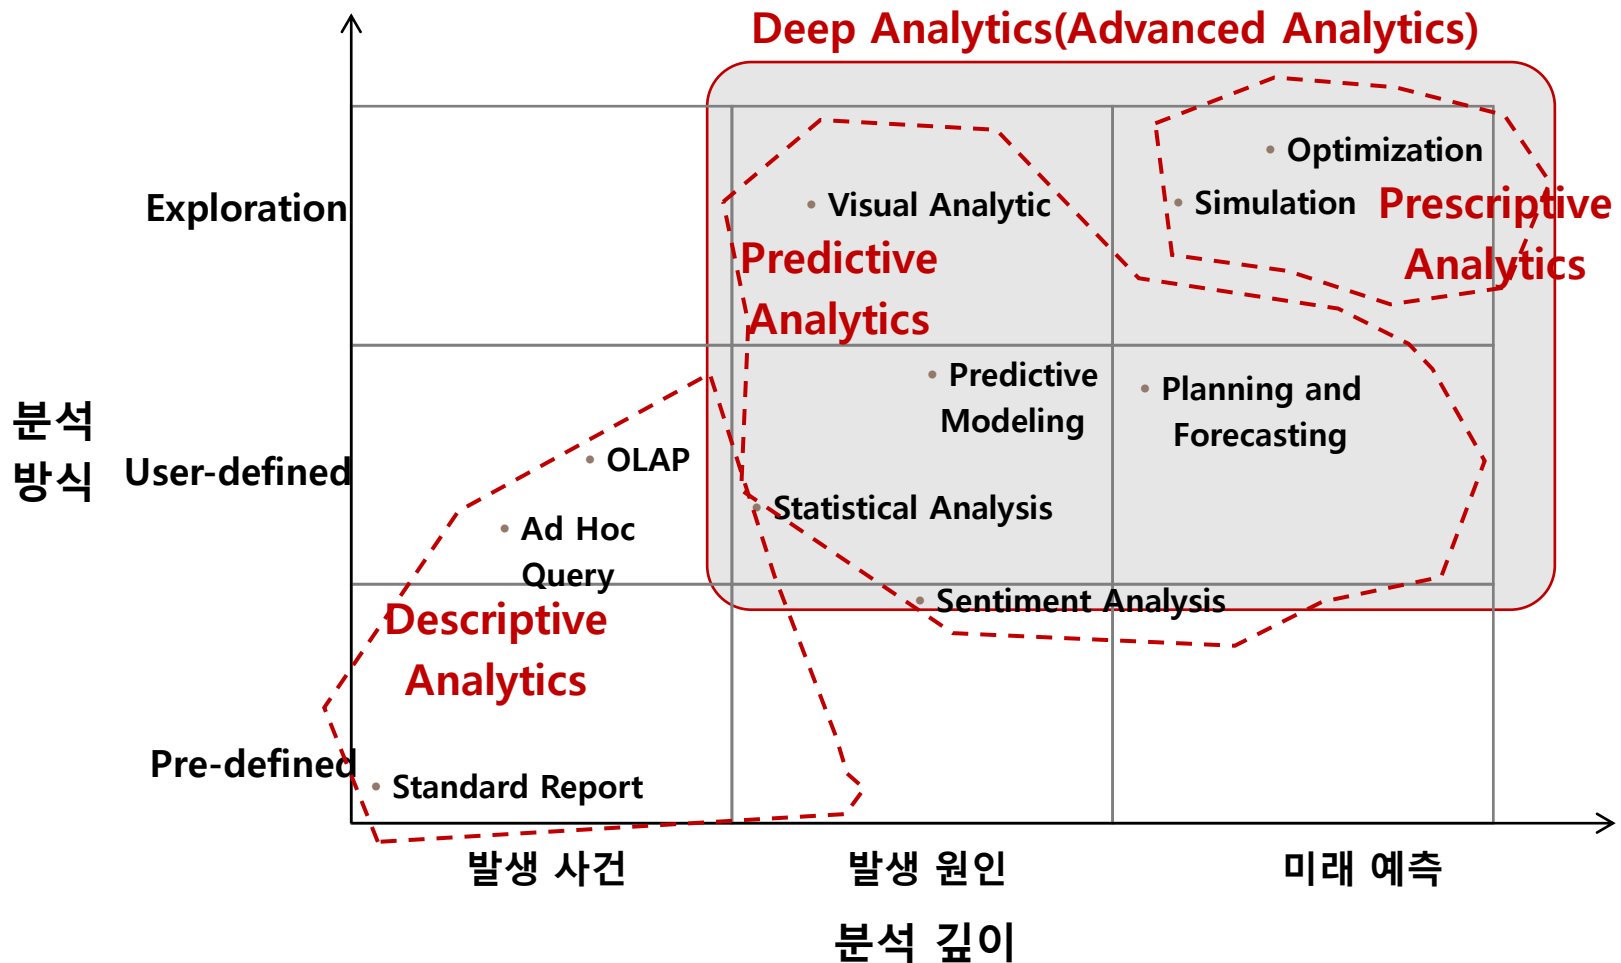 Deep Analytics(Advanced Analytics)
• Optimization
Exploration
• Visual Analytic
• Simulation
Prescriptive
Analytics
Predictive
Analytics
• Predictive
Modeling
• Planning and
Forecasting
분석
방식
User-defined
• OLAP
• Statistical Analysis
• Ad Hoc
Query
• Sentiment Analysis
Descriptive
Analytics
Pre-defined
• Standard Report
발생 사건
발생 원인
미래 예측
분석 깊이